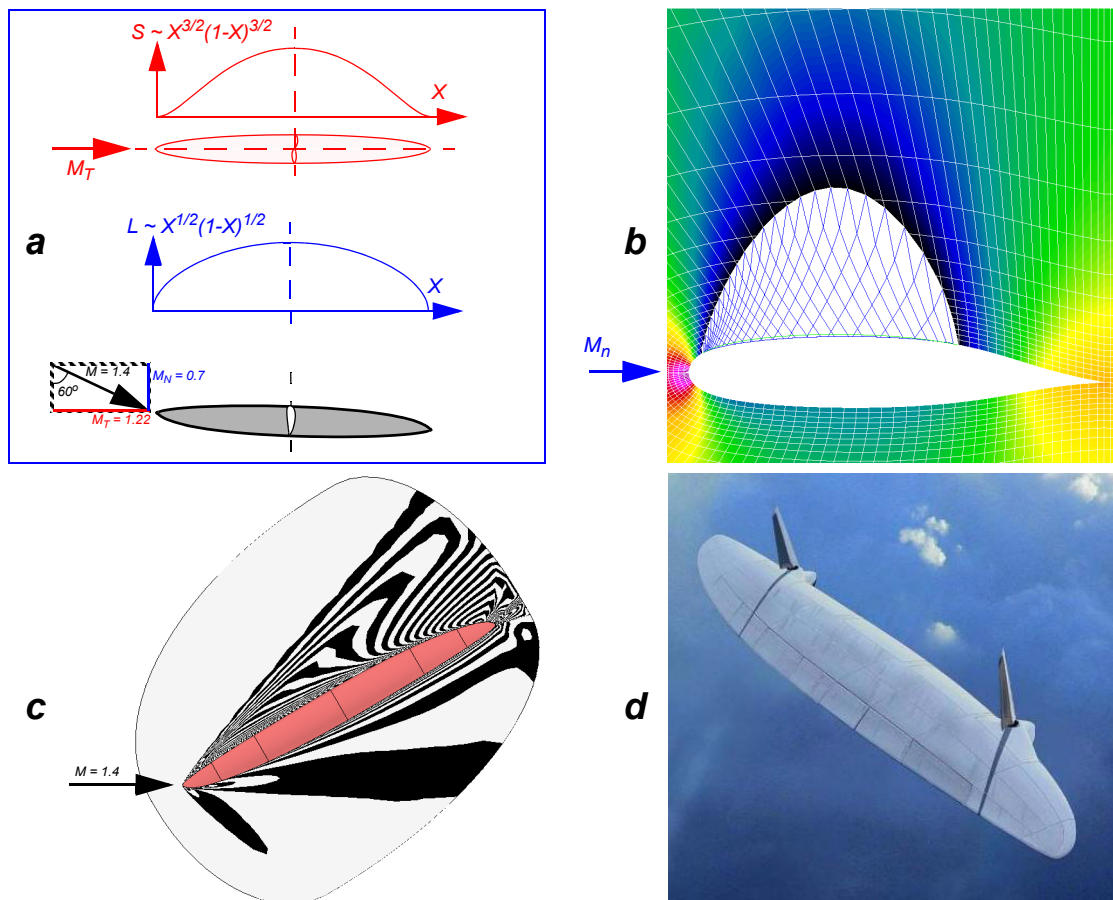 S ~ X^{3/2}(1-X)^{3/2}
X
M_T
L ~ X^{1/2}(1-X)^{1/2}
a
X
M = 1.4
M_N = 0.7
60^o
M_T = 1.22
b
M_n
c
M = 1.4
d